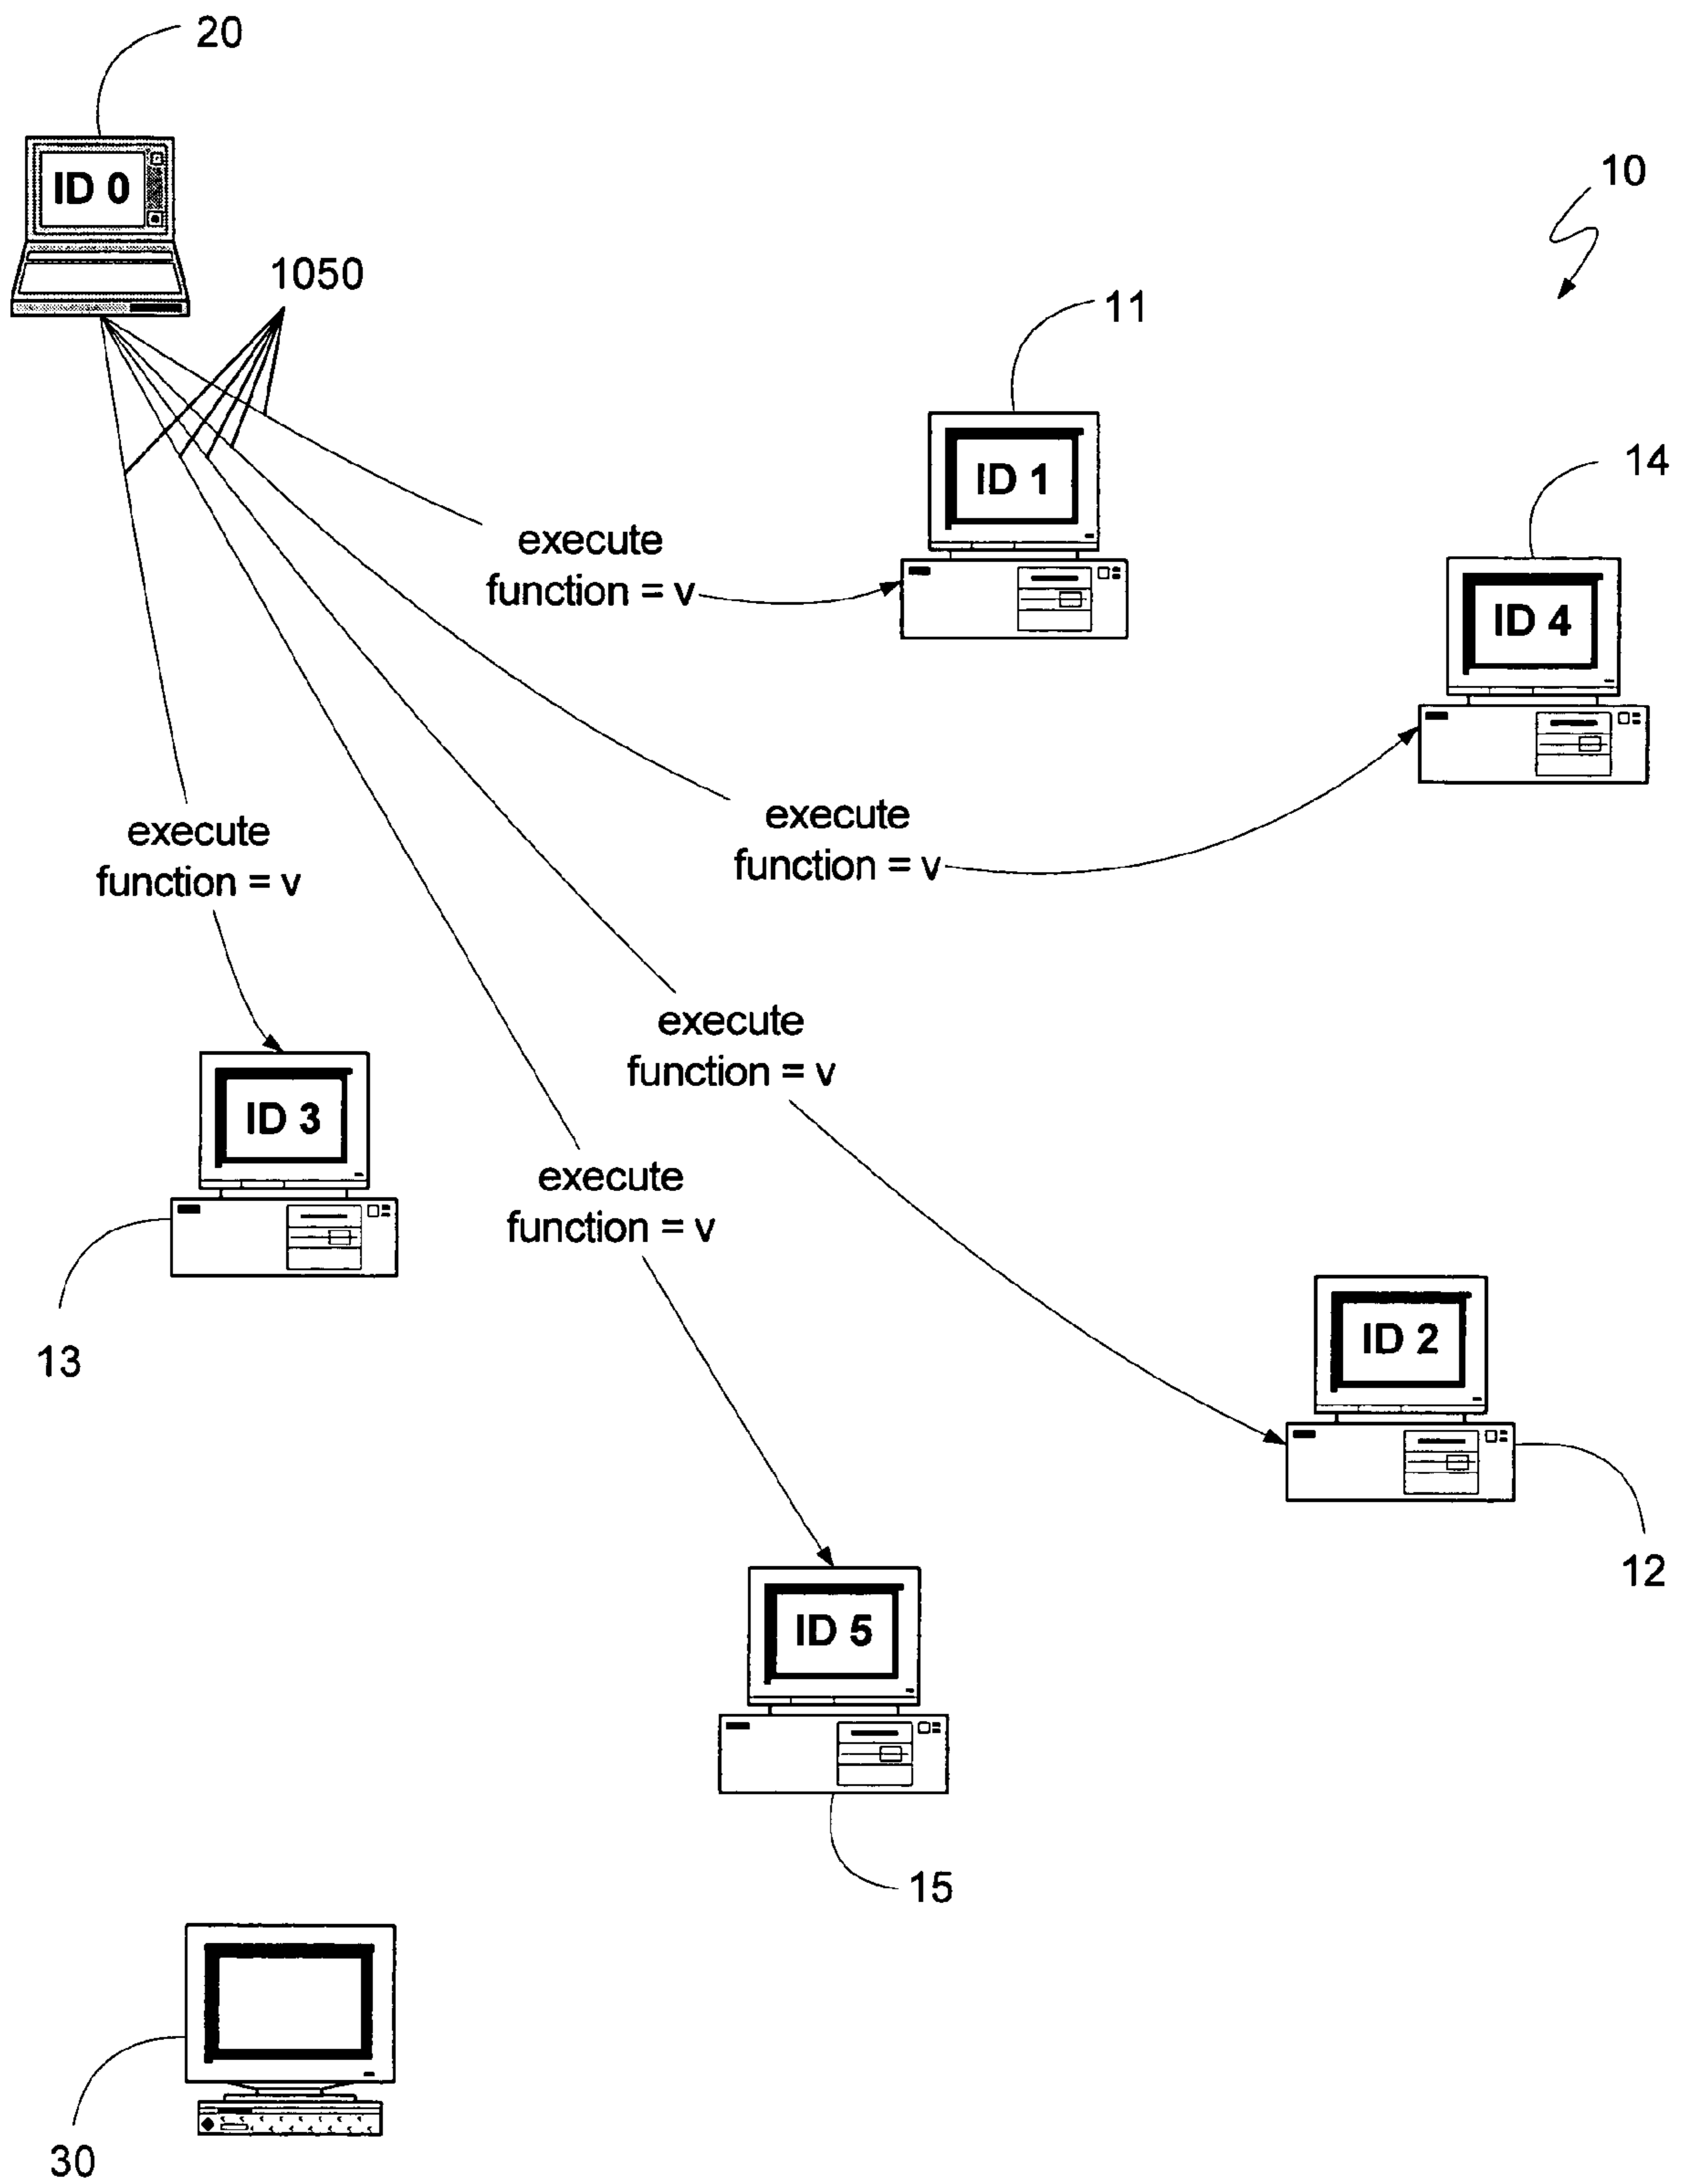 20
ID 0
10
1050
11
ID 1
14
execute
function = v
ID 4
execute
function = v
execute
function = v
execute
function = v
ID 3
execute
function = v
13
ID 2
12
ID 5
15
30